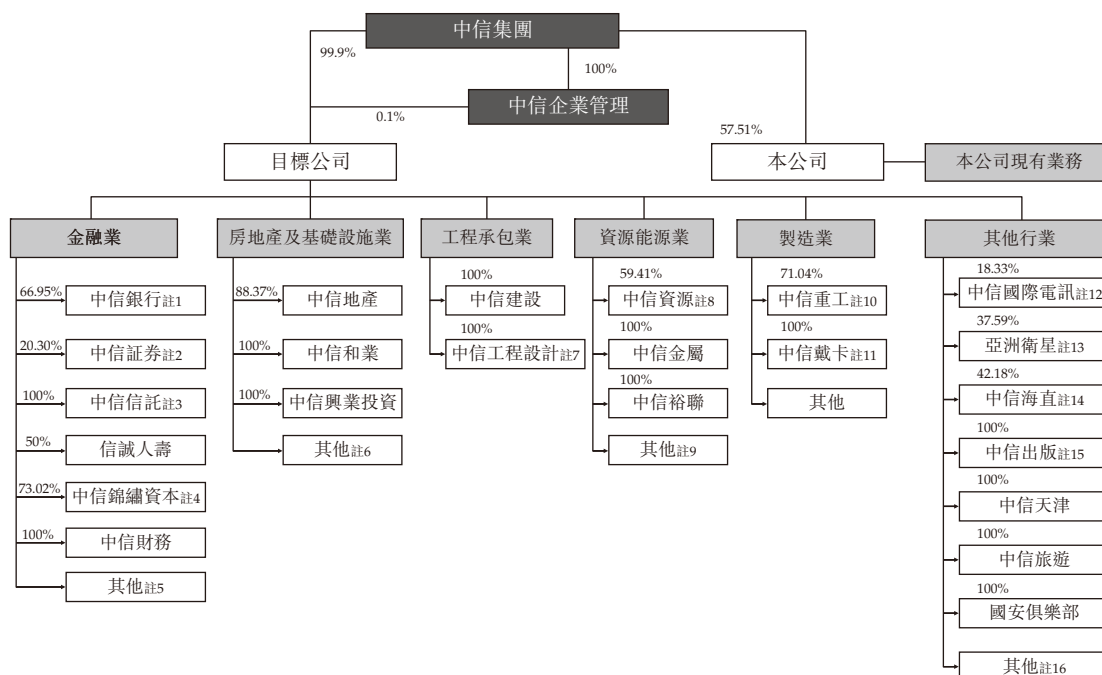 中信集團
99.9%
100%
中信企業管理
0.1%
57.51%
目標公司
本公司
本公司現有業務
金融業
66.95%
中信銀行註1
20.30%
中信証券註2
100%
中信信託註3
50%
信誠人壽
73.02%
中信錦繡資本註4
100%
中信財務
其他註5
房地產及基礎設施業
88.37%
中信地產
100%
中信和業
100%
中信興業投資
其他註6
工程承包業
100%
中信建設
100%
中信工程設計註7
資源能源業
59.41%
中信資源註8
100%
中信金屬
100%
中信裕聯
其他註9
製造業
71.04%
中信重工註10
100%
中信戴卡註11
其他
其他行業
18.33%
中信國際電訊註12
37.59%
亞洲衛星註13
42.18%
中信海直註14
100%
中信出版註15
100%
中信天津
100%
中信旅遊
100%
國安俱樂部
其他註16